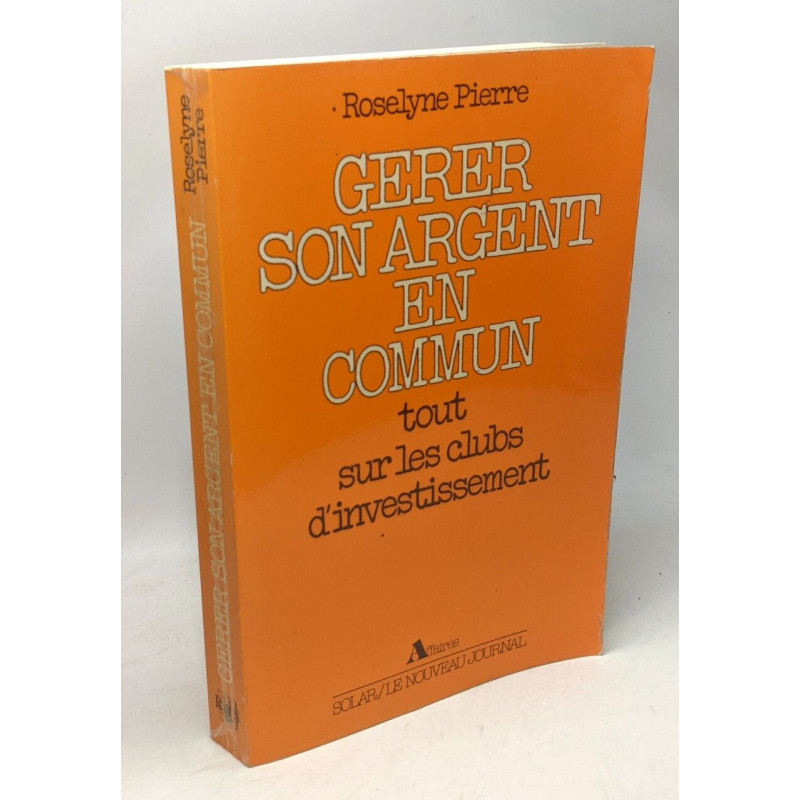 Roselyne Pierre
GERER
SON ARGENT
EN
COMMUN
tout
sur les clubs
d'investissement
Affaires
SOLAR/LE NOUVEAU JOURNAL
Roselyne
Pierre
GERER SON ARGENT EN COMMUN